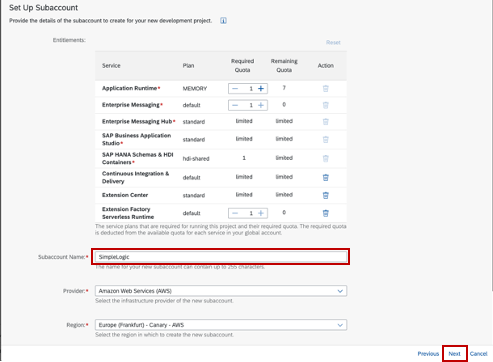 Set Up Subaccount
Provide the details of the subaccount to create for your new development project.
Entitlements:
Reset
Service Plan Required Quota Remaining Quota Action
Application Runtime* MEMORY 1 7
Enterprise Messaging* default 1 0
Enterprise Messaging Hub* standard limited limited
SAP Business Application Studio* standard limited limited
SAP HANA Schemas & HDI Containers* hdi-shared 1 limited
Continuous Integration & Delivery default limited limited
Extension Center standard limited limited
Extension Factory Serverless Runtime default 1 0
The service plans that are required for running this project and their required quota. The required quota
is deducted from the available quota for each service in your global account.
Subaccount Name:* SimpleLogic
The name for your new subaccount can contain up to 255 characters.
Provider:* Amazon Web Services (AWS)
Select the infrastructure provider of the new subaccount.
Region:* Europe (Frankfurt) - Canary - AWS
Select the region in which to create the new subaccount.
Previous Next Cancel